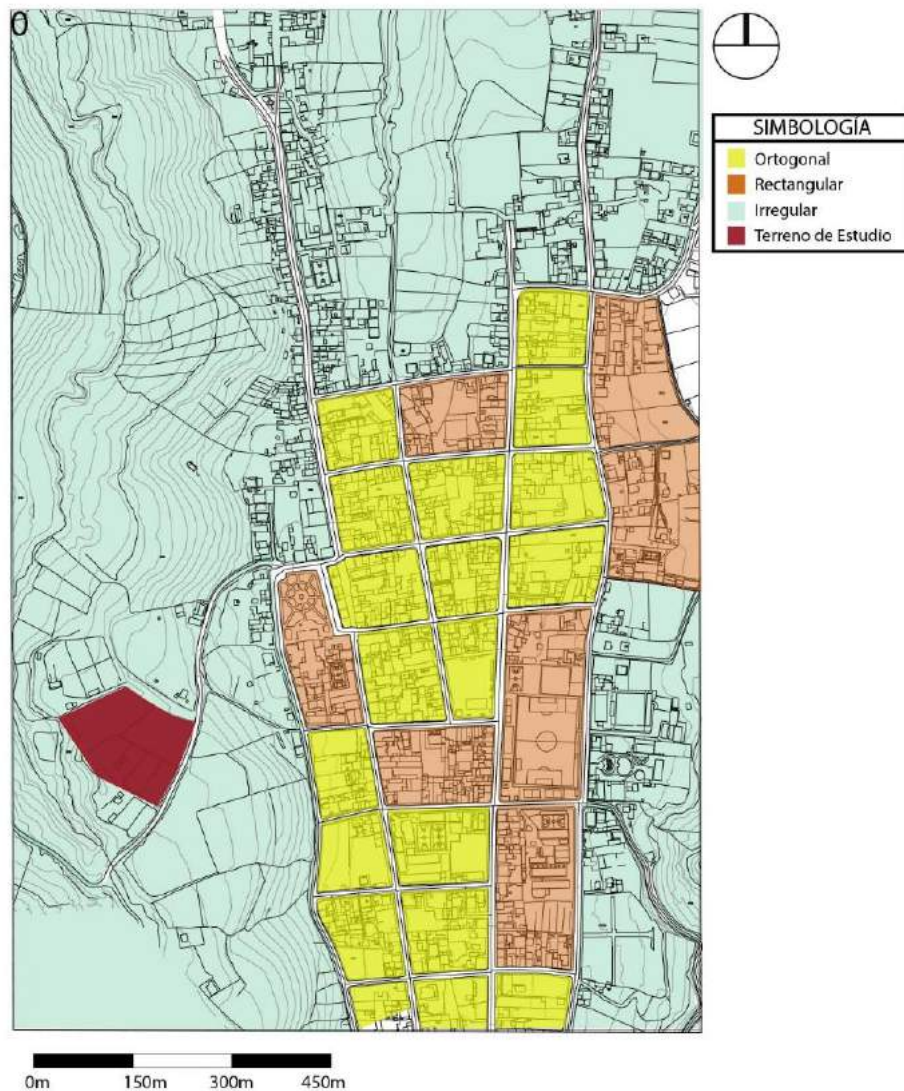 0
SIMBOLOGÍA
Ortogonal
Rectangular
Irregular
Terreno de Estudio
0m 150m 300m 450m